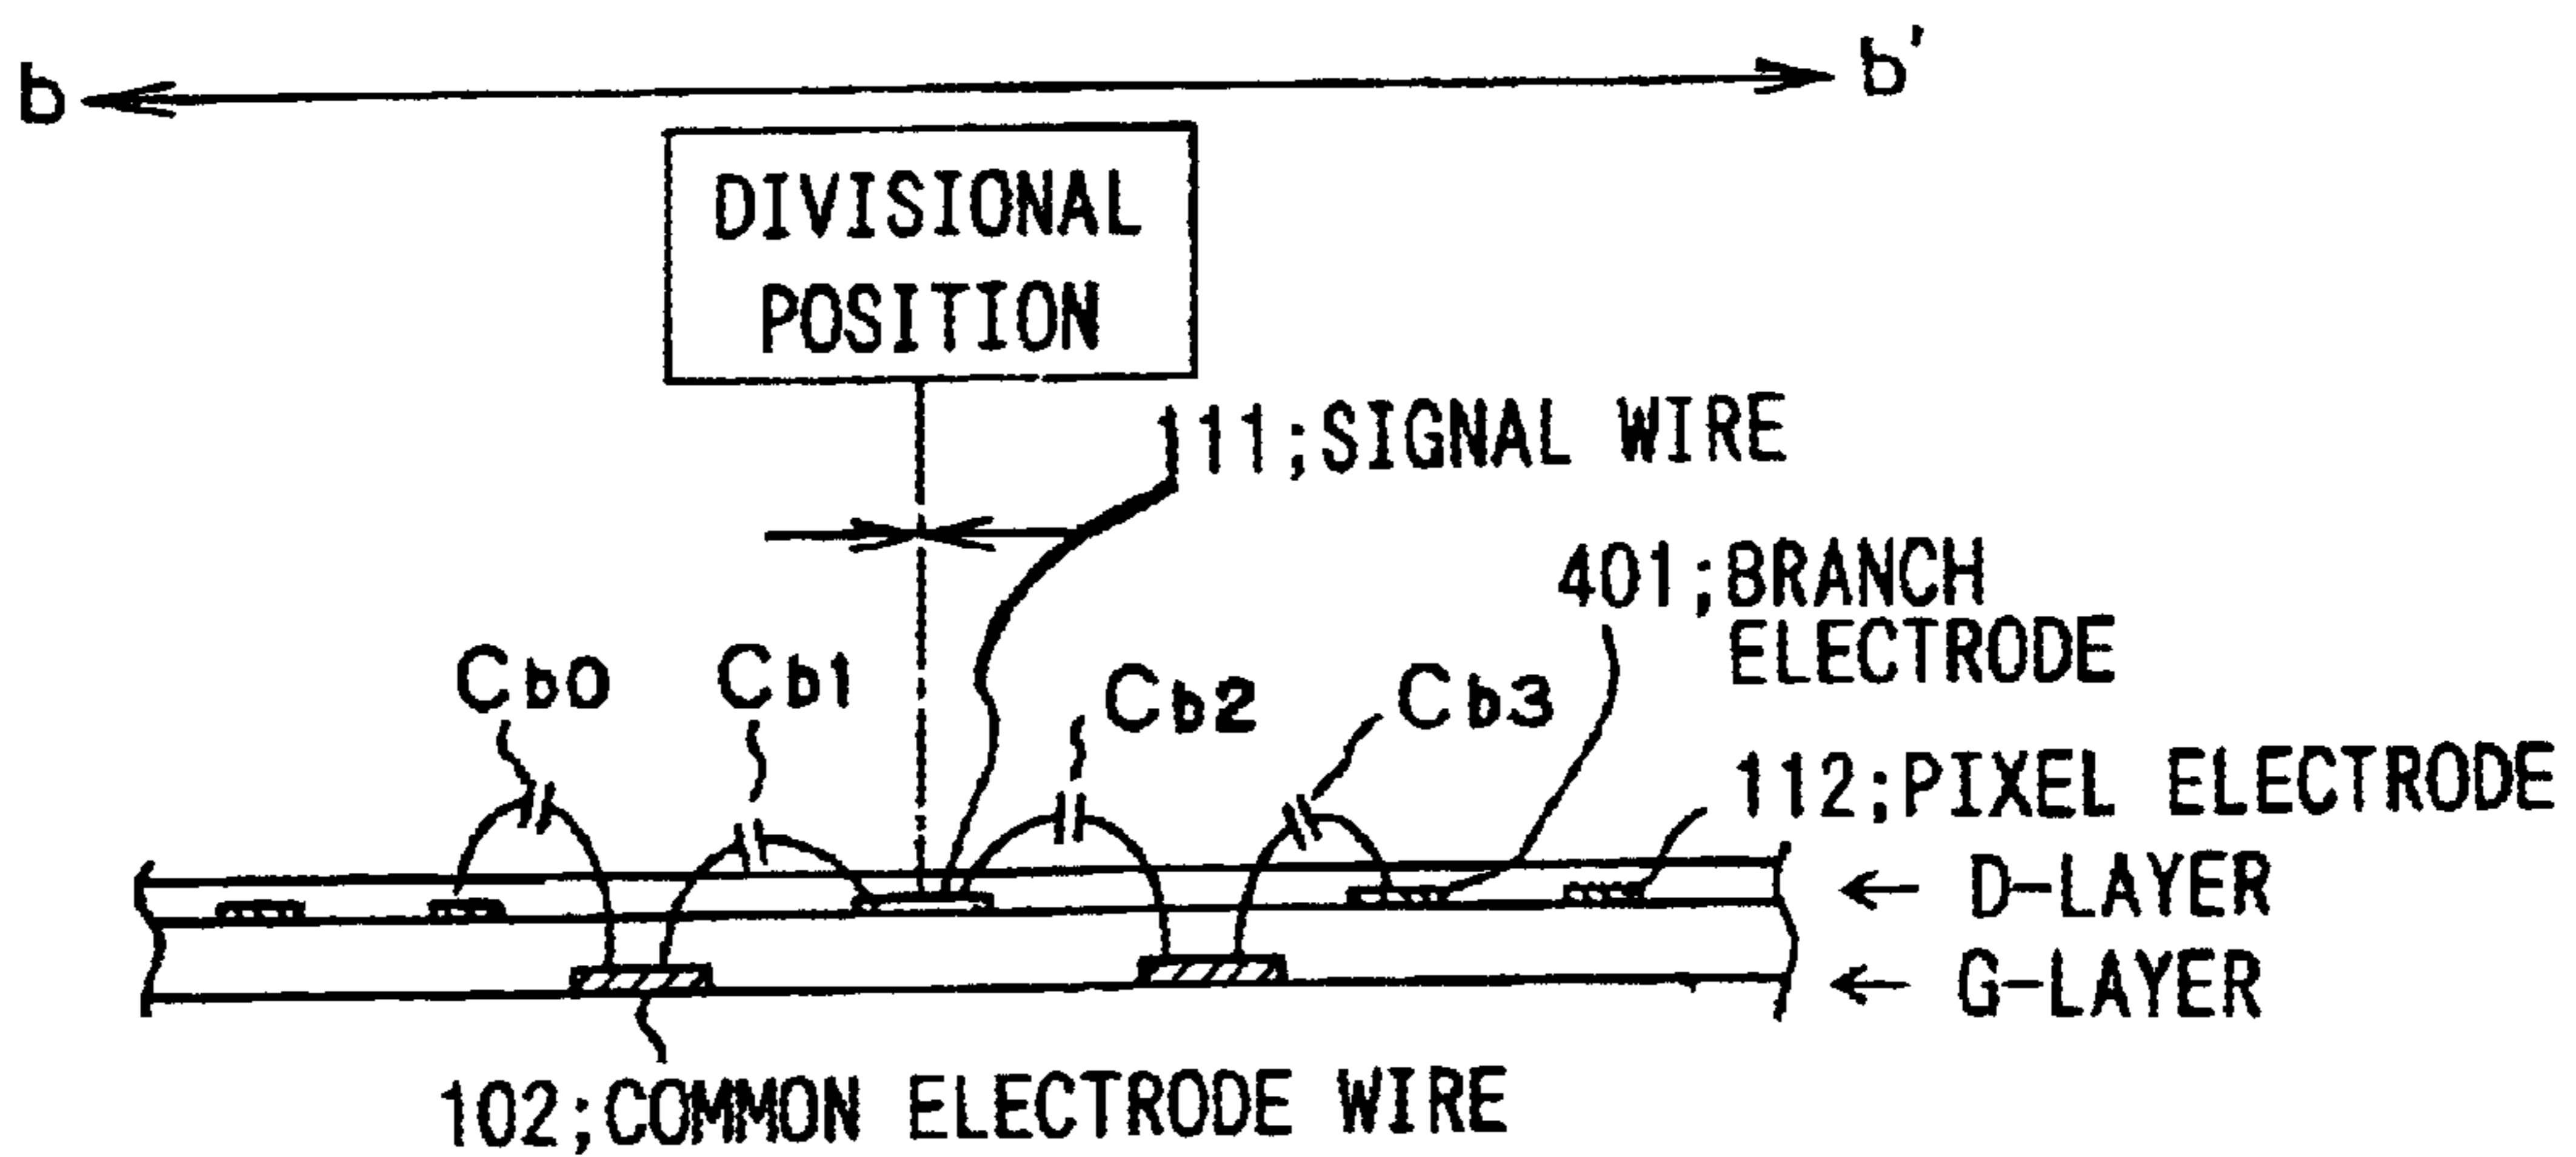 b b'
DIVISIONAL
POSITION
111;SIGNAL WIRE
401;BRANCH
ELECTRODE
Cb0 Cb1 Cb2 Cb3
112;PIXEL ELECTRODE
← D-LAYER
← G-LAYER
102;COMMON ELECTRODE WIRE